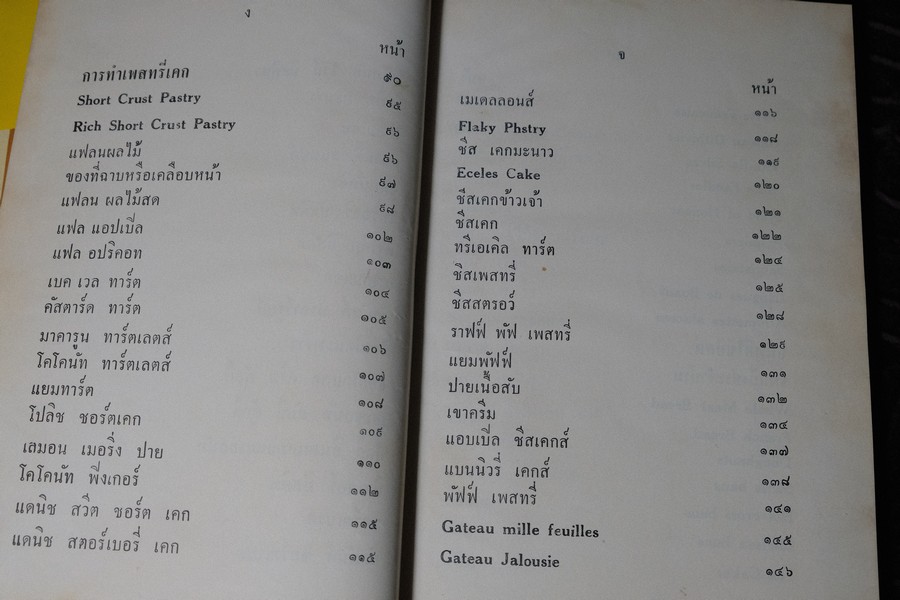 ง
หน้า
การทำเพสทรี่เคก ๙๐
Short Crust Pastry ๙๕
Rich Short Crust Pastry ๙๖
แฟลนผลไม้ ๙๖
ของที่ฉาบหรือเคลือบหน้า ๙๗
แฟลน ผลไม้สด ๙๘
แฟล แอปเปิ้ล ๑๐๒
แฟล อปริคอท ๑๐๓
เบค เวล ทาร์ต ๑๐๔
คัสตาร์ด ทาร์ต ๑๐๕
มาคารูน ทาร์ตเลตส์ ๑๐๖
โคโคนัท ทาร์ตเลตส์ ๑๐๗
แยมทาร์ต ๑๐๘
โปลิช ชอร์ตเคก ๑๐๙
เลมอน เมอริ่ง ปาย ๑๑๐
โคโคนัท ฟิ่งเกอร์ ๑๑๒
แดนิช สวีต ชอร์ต เคก ๑๑๕
แดนิช สตอร์เบอรี่ เคก ๑๑๕
จ
หน้า
เมเดลลอนส์ ๑๑๖
Flaky Phstry ๑๑๘
ชีส เคกมะนาว ๑๑๙
Eceles Cake ๑๒๐
ชีสเคกข้าวเจ้า ๑๒๑
ชีสเคก ๑๒๒
ทรีเอเคิล ทาร์ต ๑๒๔
ชีสเพสทรี่ ๑๒๕
ชีสสตรอว์ ๑๒๘
ราฟฟ์ พัฟ เพสทรี่ ๑๒๙
แยมพัฟฟ์ ๑๓๑
ปายเนื้อสับ ๑๓๒
เขาครีม ๑๓๔
แอบเปิ้ล ชีสเคกส์ ๑๓๗
แบนนิวรี่ เคกส์ ๑๓๘
พัฟฟ์ เพสทรี่ ๑๔๑
Gateau mille feuilles ๑๔๕
Gateau Jalousie ๑๔๖